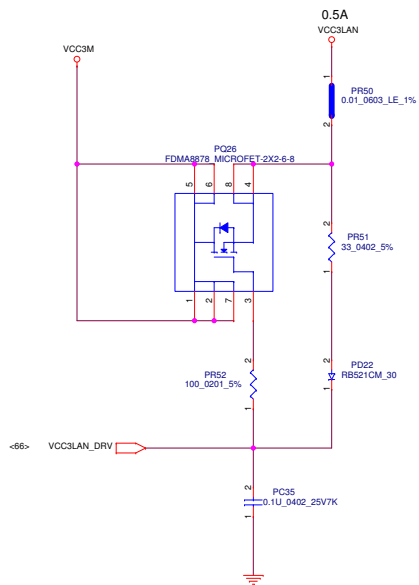 0.5A
VCC3LAN
VCC3M
1
PR50
0.01_0603_LE_1%
2
PQ26
FDMA8878_MICROFET-2X2-6-8
5
6
8
4
2
PR51
33_0402_5%
1
1
2
7
3
2
PR52
100_0201_5%
1
2
PD22
RB521CM_30
1
<66>
VCC3LAN_DRV
2
PC35
0.1U_0402_25V7K
1